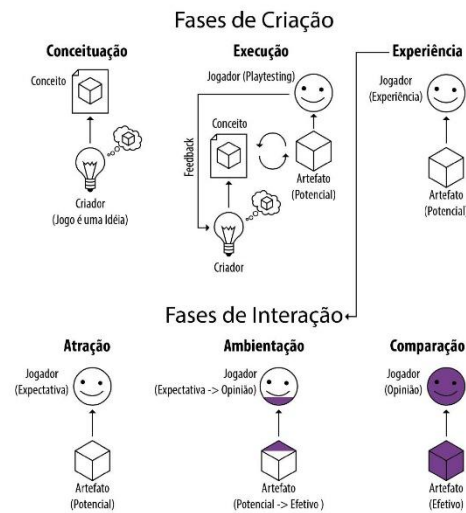 Fases de Criação
Conceituação
Conceito
Criador
(Jogo é uma Idéia)
Execução
Jogador (Playtesting)
Feedback
Conceito
Artefato
(Potencial)
Criador
Experiência
Jogador
(Experiência)
Artefato
(Potencial)
Fases de Interação
Atração
Jogador
(Expectativa)
Artefato
(Potencial)
Ambientação
Jogador
(Expectativa -> Opinião)
Artefato
(Potencial -> Efetivo )
Comparação
Jogador
(Opinião)
Artefato
(Efetivo)